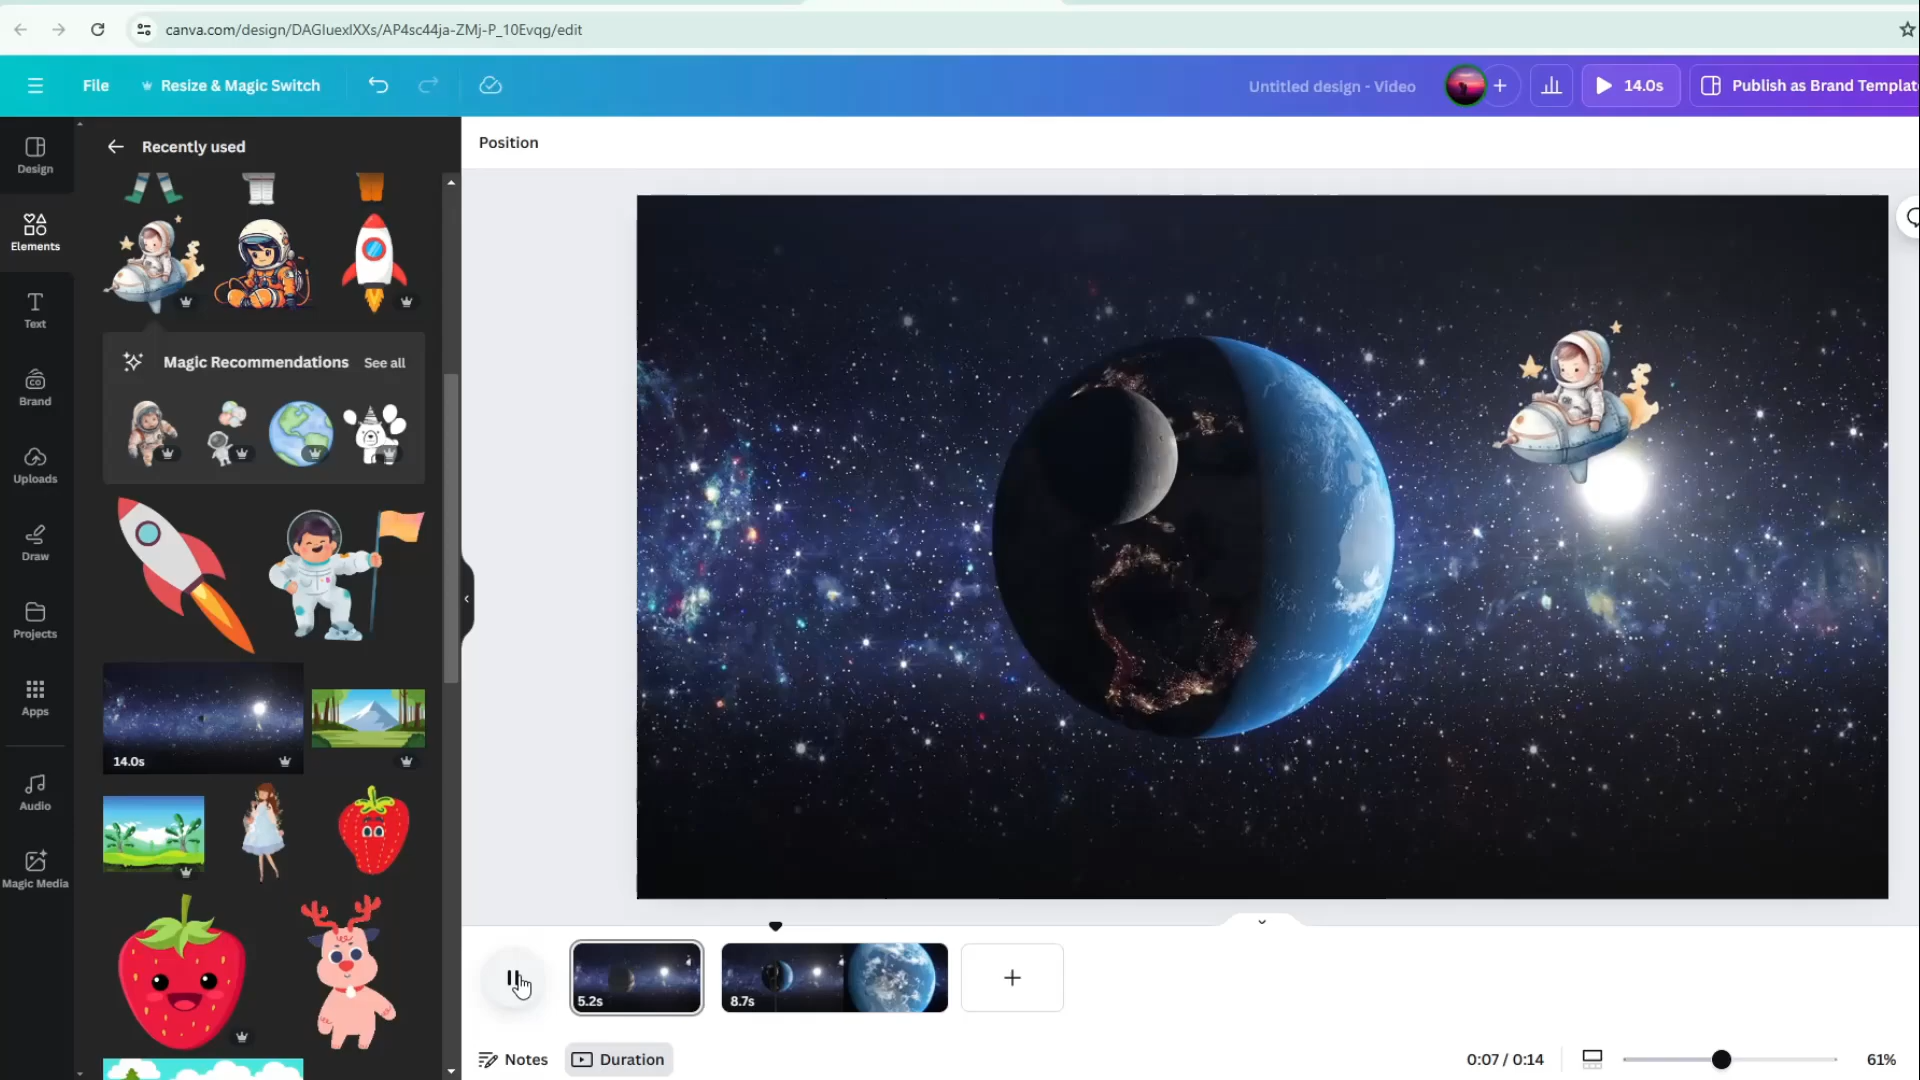 canva.com/design/DAGIuexlXXs/AP4sc44ja-ZMj-P_10Evqg/edit
File
Resize & Magic Switch
Untitled design - Video
14.0s
Publish as Brand Templat
Design
Elements
Text
Brand
Uploads
Draw
Projects
Apps
Audio
Magic Media
Recently used
Magic Recommendations
See all
14.0s
Position
5.2s
8.7s
Notes
Duration
0:07 / 0:14
61%